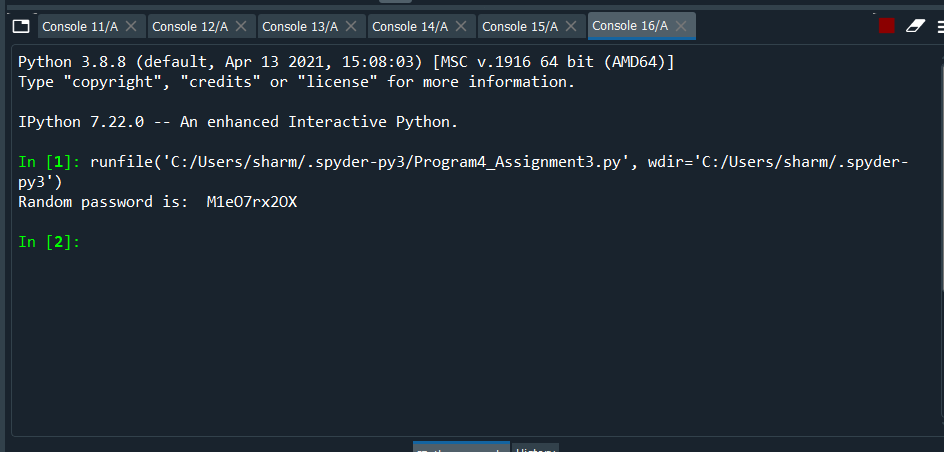 Console 11/A Console 12/A Console 13/A Console 14/A Console 15/A Console 16/A
Python 3.8.8 (default, Apr 13 2021, 15:08:03) [MSC v.1916 64 bit (AMD64)]
Type "copyright", "credits" or "license" for more information.
IPython 7.22.0 -- An enhanced Interactive Python.
In [1]: runfile('C:/Users/sharm/.spyder-py3/Program4_Assignment3.py', wdir='C:/Users/sharm/.spyder-
py3')
Random password is:  M1eO7rx2OX
In [2]: